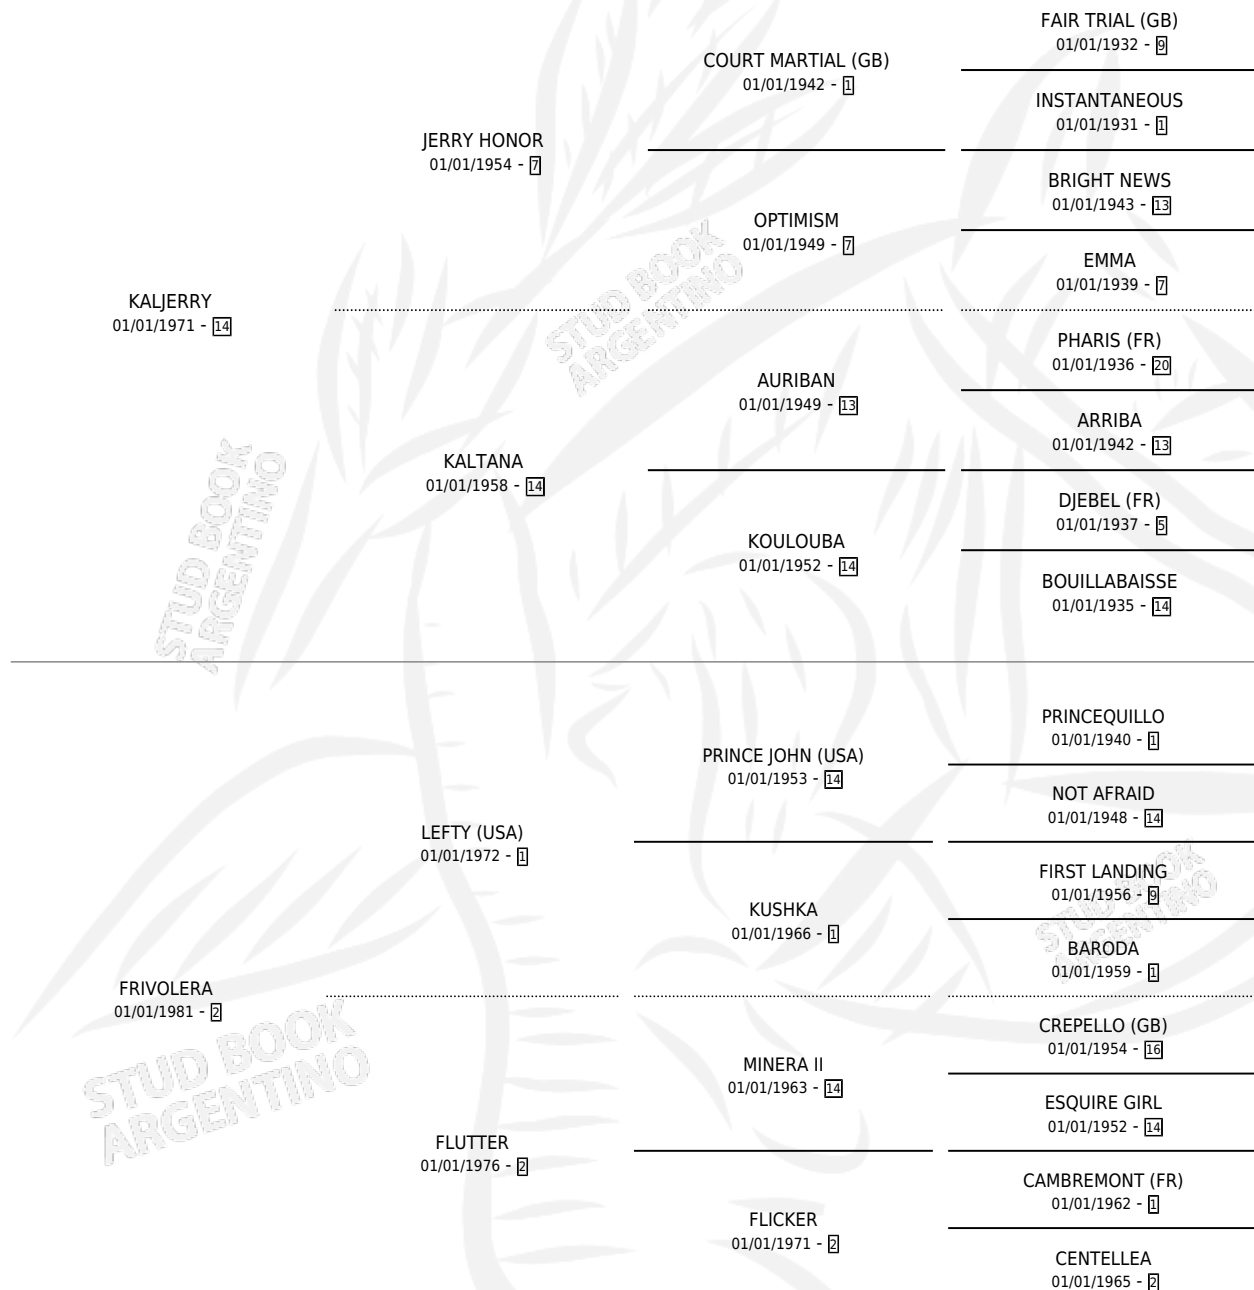 FAIR TRIAL (GB)
01/01/1932 - 9
COURT MARTIAL (GB)
01/01/1942 - 1
INSTANTANEOUS
01/01/1931 - 1
JERRY HONOR
01/01/1954 - 7
BRIGHT NEWS
01/01/1943 - 13
OPTIMISM
01/01/1949 - 7
EMMA
01/01/1939 - 7
KALJERRY
01/01/1971 - 14
PHARIS (FR)
01/01/1936 - 20
AURIBAN
01/01/1949 - 13
ARRIBA
01/01/1942 - 13
KALTANA
01/01/1958 - 14
DJEBEL (FR)
01/01/1937 - 5
KOULOUBA
01/01/1952 - 14
BOUILLABAISSE
01/01/1935 - 14
STUD BOOK
ARGENTINO
STUD BOOK
ARGENTINO
PRINCEQUILLO
01/01/1940 - 1
PRINCE JOHN (USA)
01/01/1953 - 14
NOT AFRAID
01/01/1948 - 14
LEFTY (USA)
01/01/1972 - 1
FIRST LANDING
01/01/1956 - 9
KUSHKA
01/01/1966 - 1
BARODA
01/01/1959 - 1
FRIVOLERA
01/01/1981 - 2
CREPELLO (GB)
01/01/1954 - 16
MINERA II
01/01/1963 - 14
ESQUIRE GIRL
01/01/1952 - 14
FLUTTER
01/01/1976 - 2
CAMBREMONT (FR)
01/01/1962 - 1
FLICKER
01/01/1971 - 2
CENTELLEA
01/01/1965 - 2
STUD BOOK
ARGENTINO
STUD BOOK
ARGENTINO